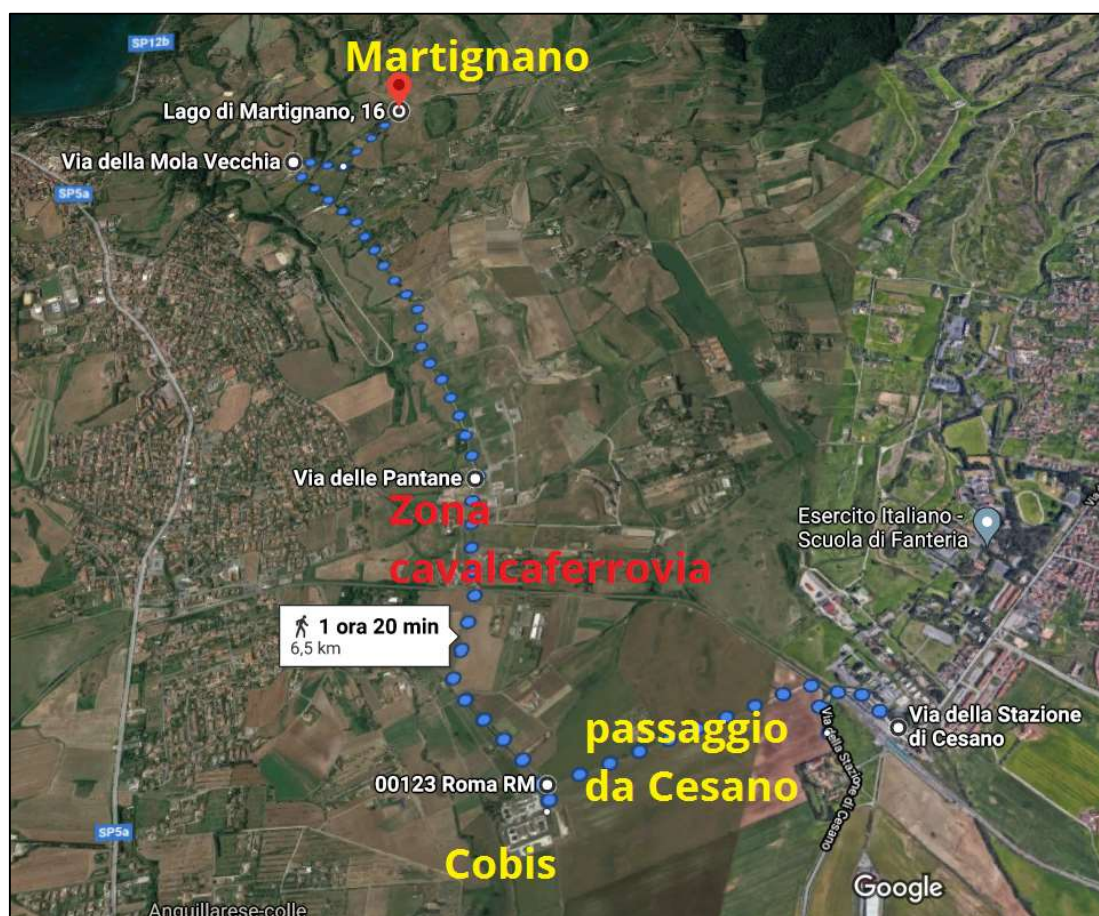 SP12b
Martignano
Lago di Martignano, 16
Via della Mola Vecchia
SP5a
Via delle Pantane
Zona
cavalcaferrovia
Esercito Italiano -
Scuola di Fanteria
1 ora 20 min
6,5 km
passaggio
da Cesano
Via della Stazione
di Cesano
Via della Stazione di Cesano
00123 Roma RM
SP5a
Cobis
Google
Anguillarese-colle